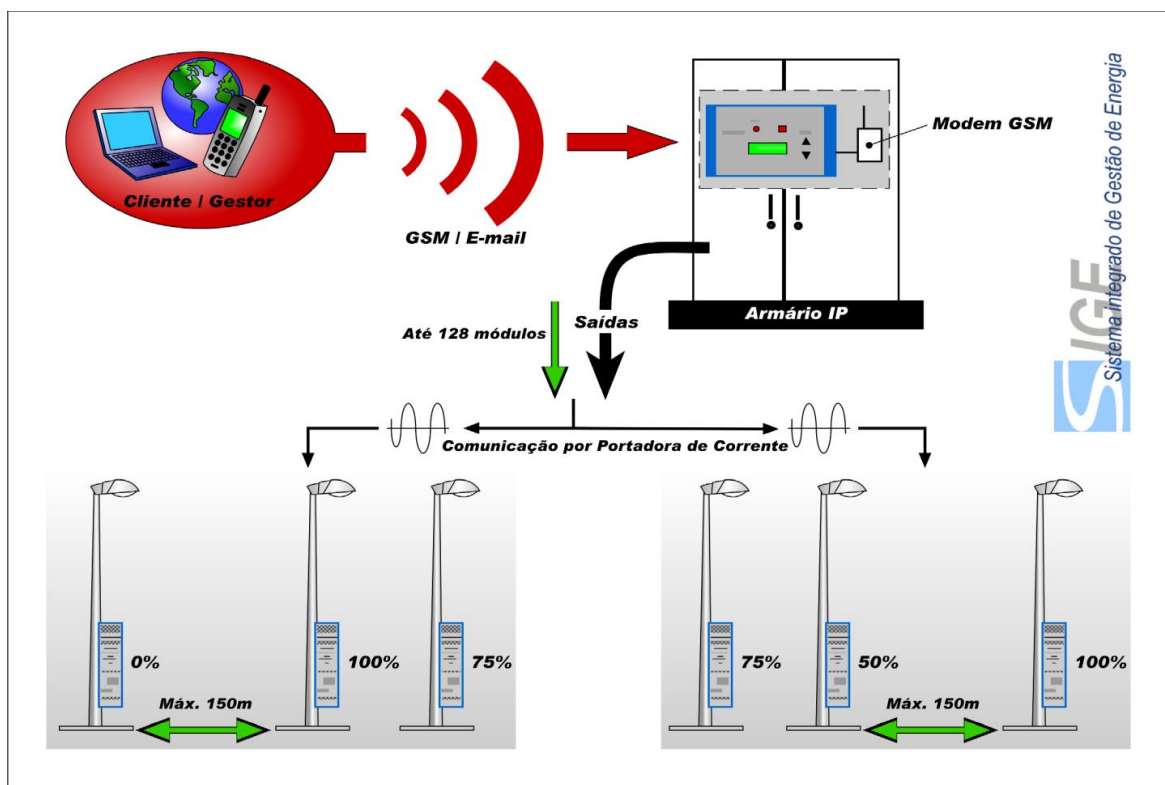 Cliente / Gestor
GSM / E-mail
Modem GSM
Armário IP
Saídas
Até 128 módulos
Comunicação por Portadora de Corrente
0%
100%
75%
Máx. 150m
75%
50%
100%
Máx. 150m
SIGE
Sistema Integrado de Gestão de Energia